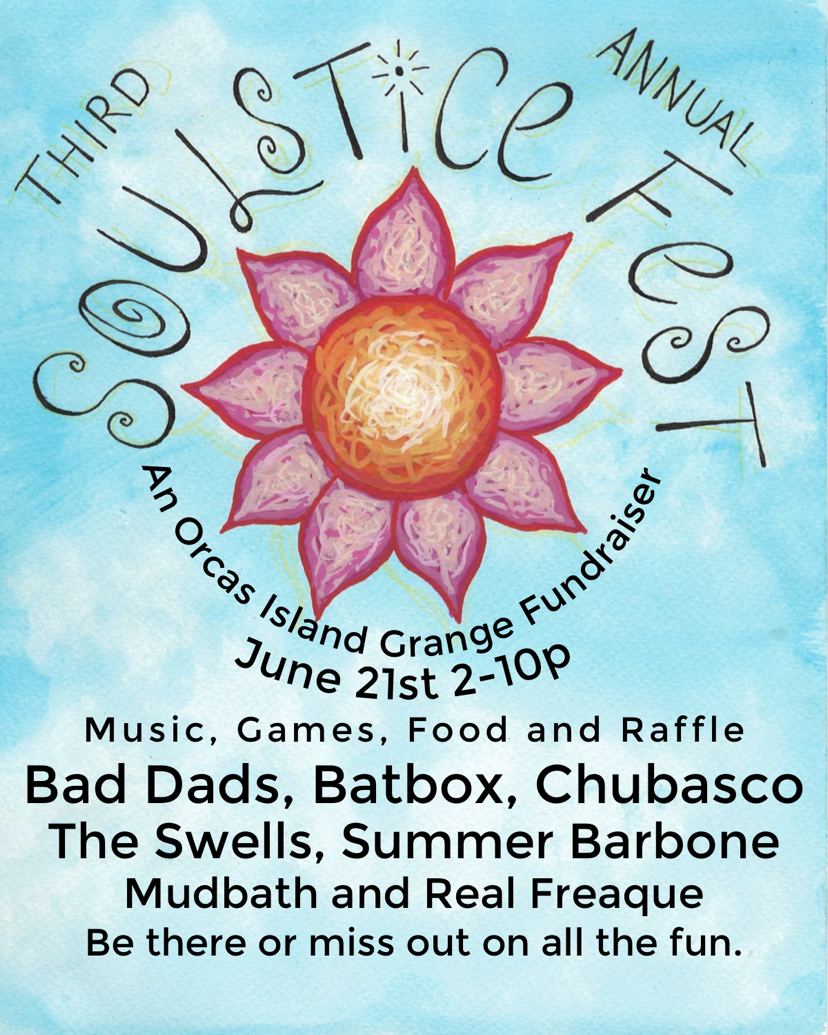 THIRD
ANNUAL
SOULSTiCe FeST
An Orcas Island Grange Fundraiser
June 21st 2-10p
Music, Games, Food and Raffle
Bad Dads, Batbox, Chubasco
The Swells, Summer Barbone
Mudbath and Real Freaque
Be there or miss out on all the fun.